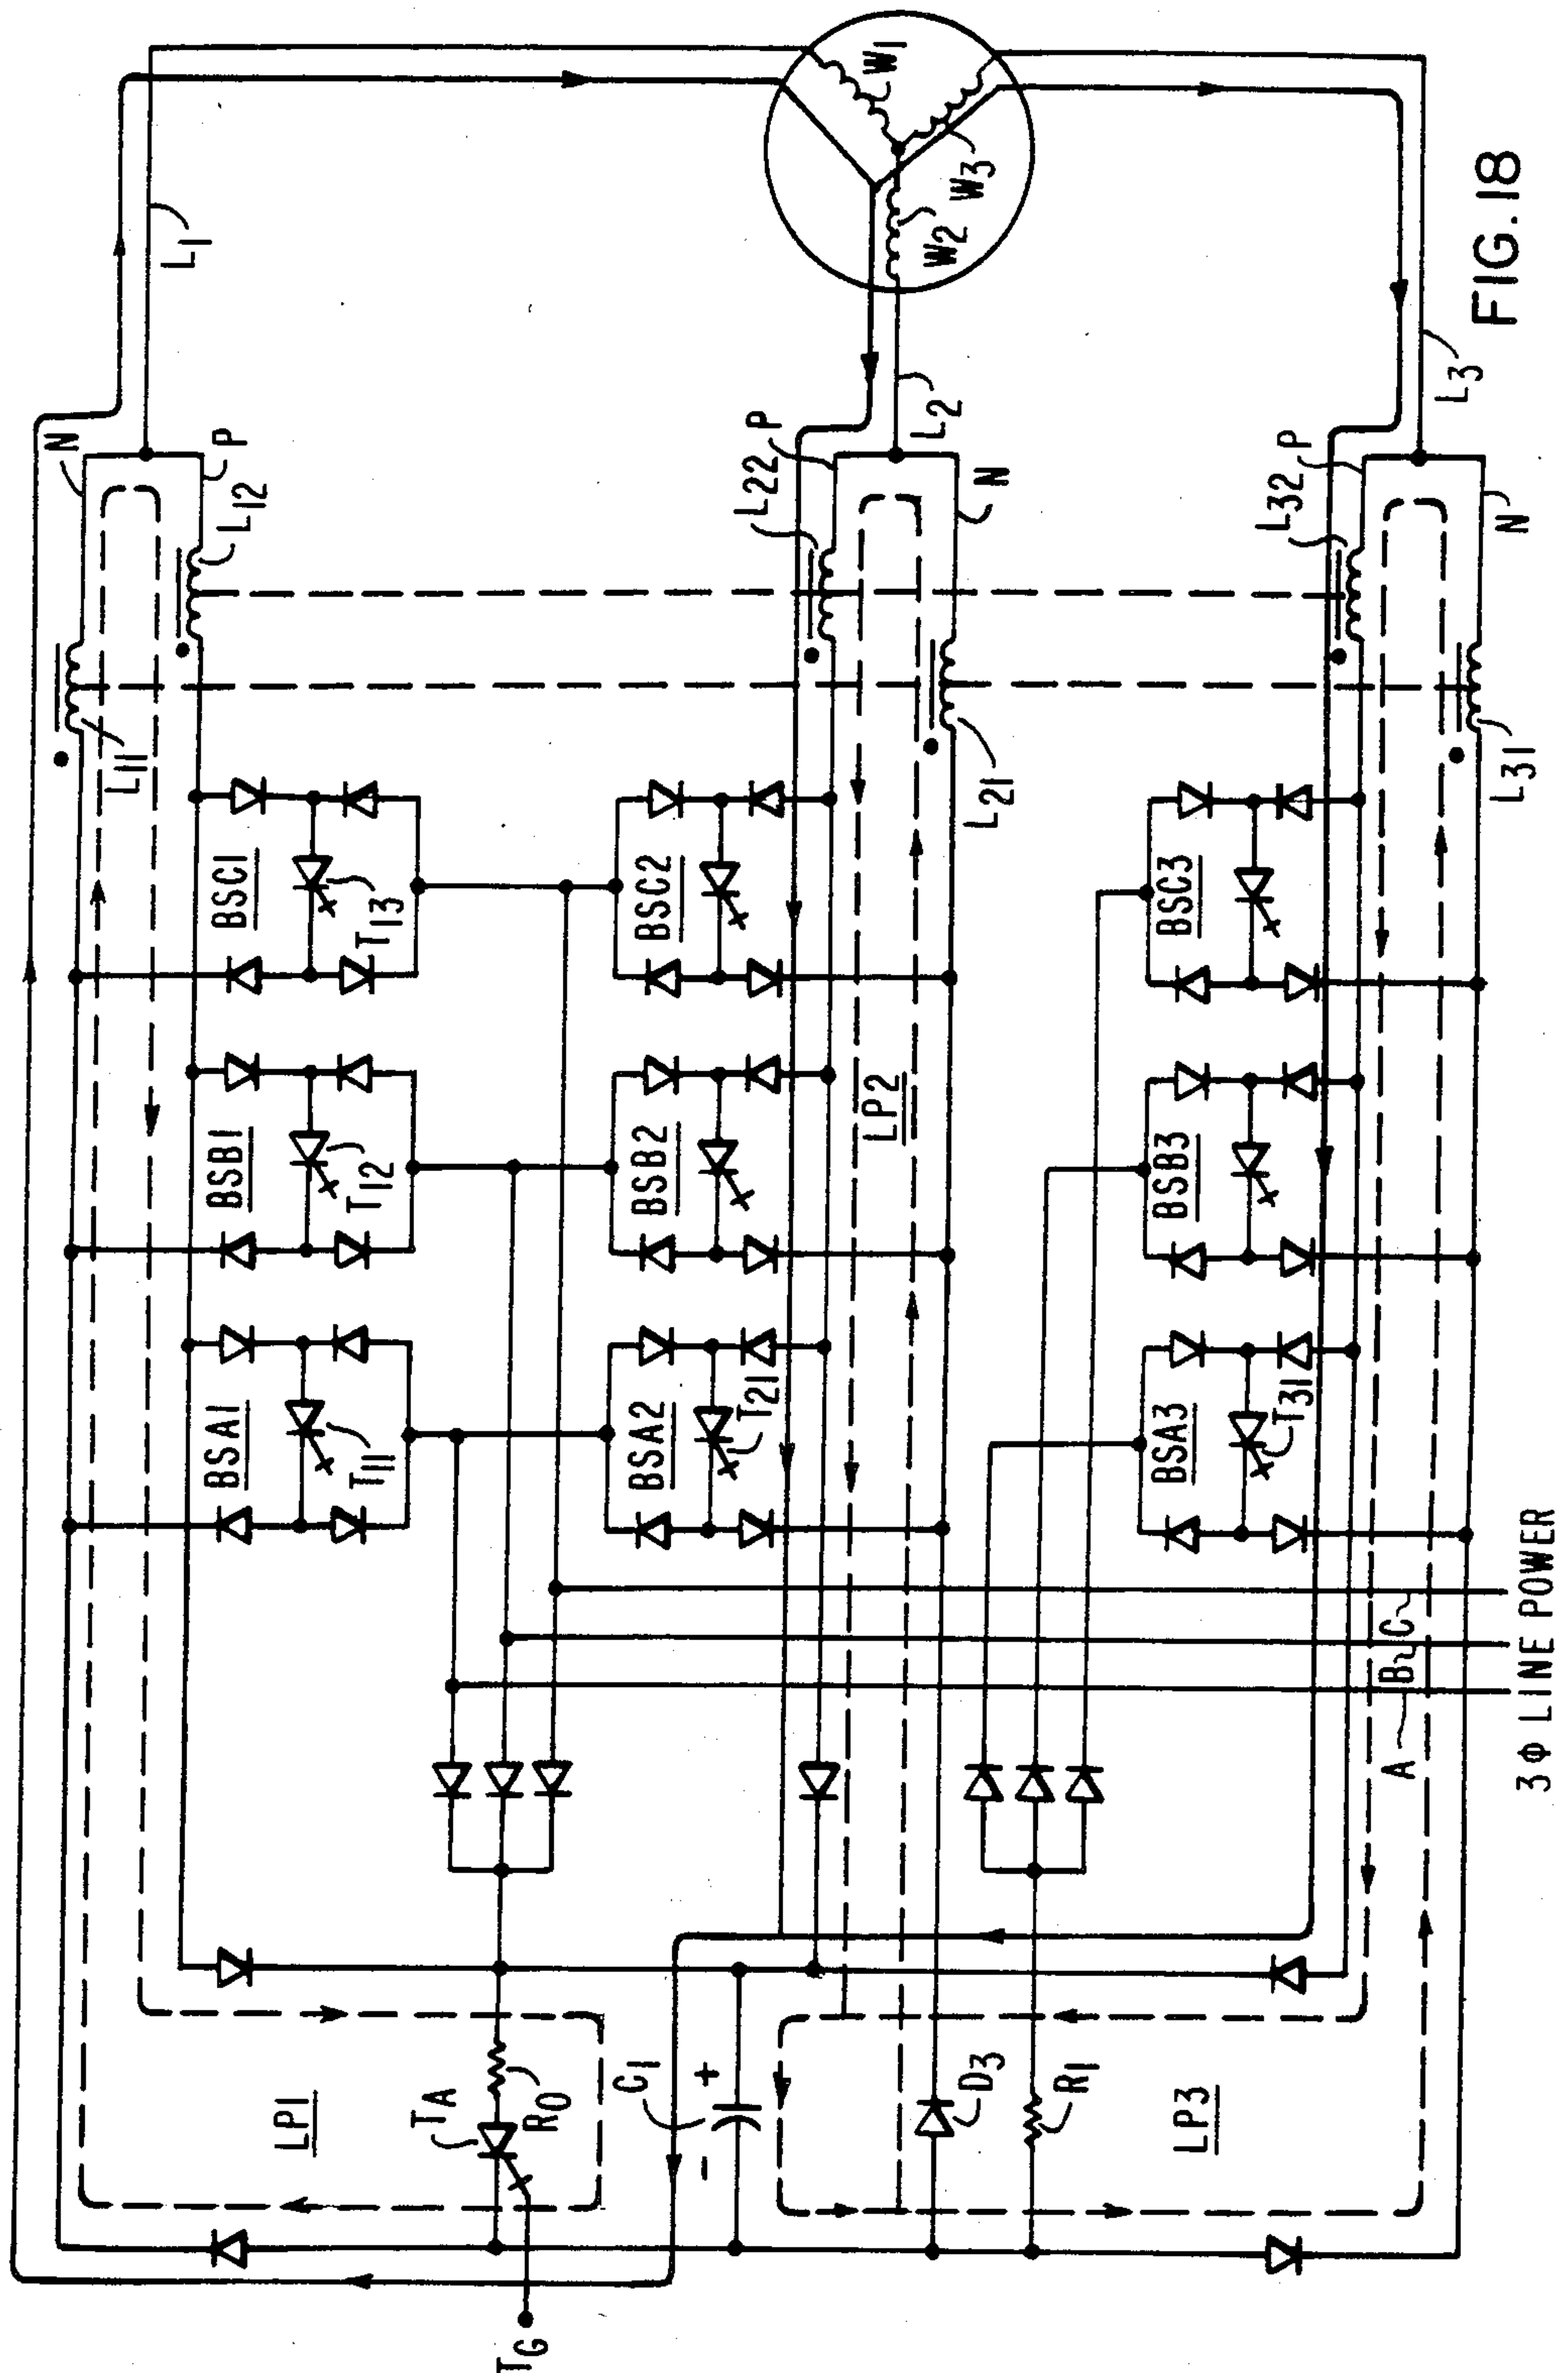 N
P
L11
L12
L1
BSA1
BSB1
BSC1
T11
T12
T13
LP1
TA
TG
R0
C1
+
-
BSA2
BSB2
BSC2
T21
LP2
L22
P
L21
N
L2
W1
W2
W3
D3
R1
LP3
BSA3
BSB3
BSC3
T31
L32
P
L31
N
L3
A
B
C
3Φ LINE POWER
FIG.18